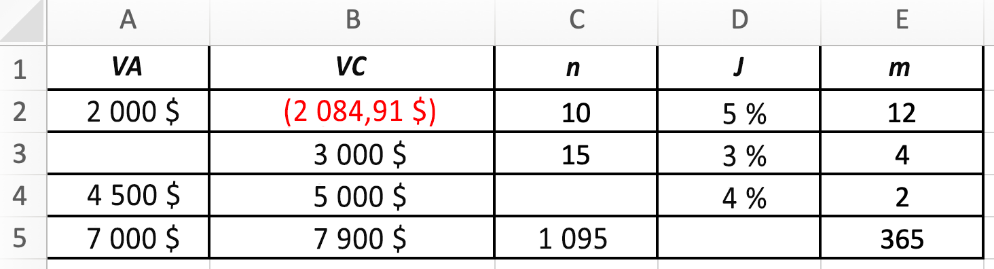 A B C D E
1 VA VC n J m
2 2 000 $ (2 084,91 $) 10 5 % 12
3 3 000 $ 15 3 % 4
4 4 500 $ 5 000 $ 4 % 2
5 7 000 $ 7 900 $ 1 095 365